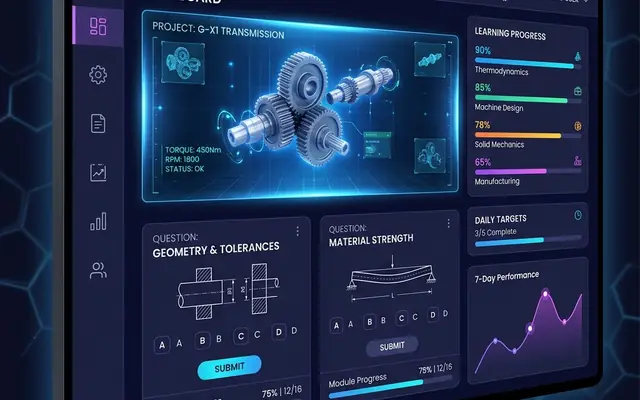 PROJECT: G-X1 TRANSMISSION
TORQUE: 450Nm
RPM: 1800
STATUS: OK
LEARNING PROGRESS
90%
Thermodynamics
85%
Machine Design
78%
Solid Mechanics
65%
Manufacturing
DAILY TARGETS
3/5 Complete
7-Day Performance
QUESTION:
GEOMETRY & TOLERANCES
A A B B C C D D
SUBMIT
75% | 12/16
QUESTION:
MATERIAL STRENGTH
L
A A B B C C D D
SUBMIT
Module Progress
75% | 12/16